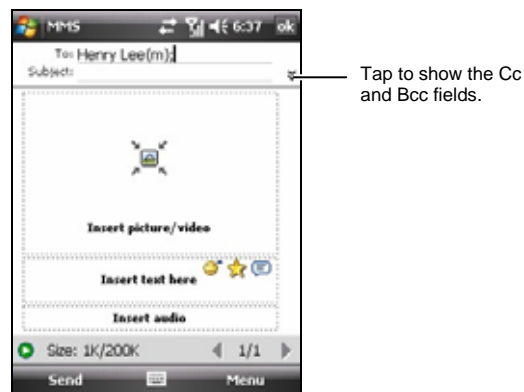 MMS 6:37 ok
To: Henry Lee(m);
Subject:
Tap to show the Cc
and Bcc fields.
Insert picture/video
Insert text here
Insert audio
Size: 1K/200K 1/1
Send Menu